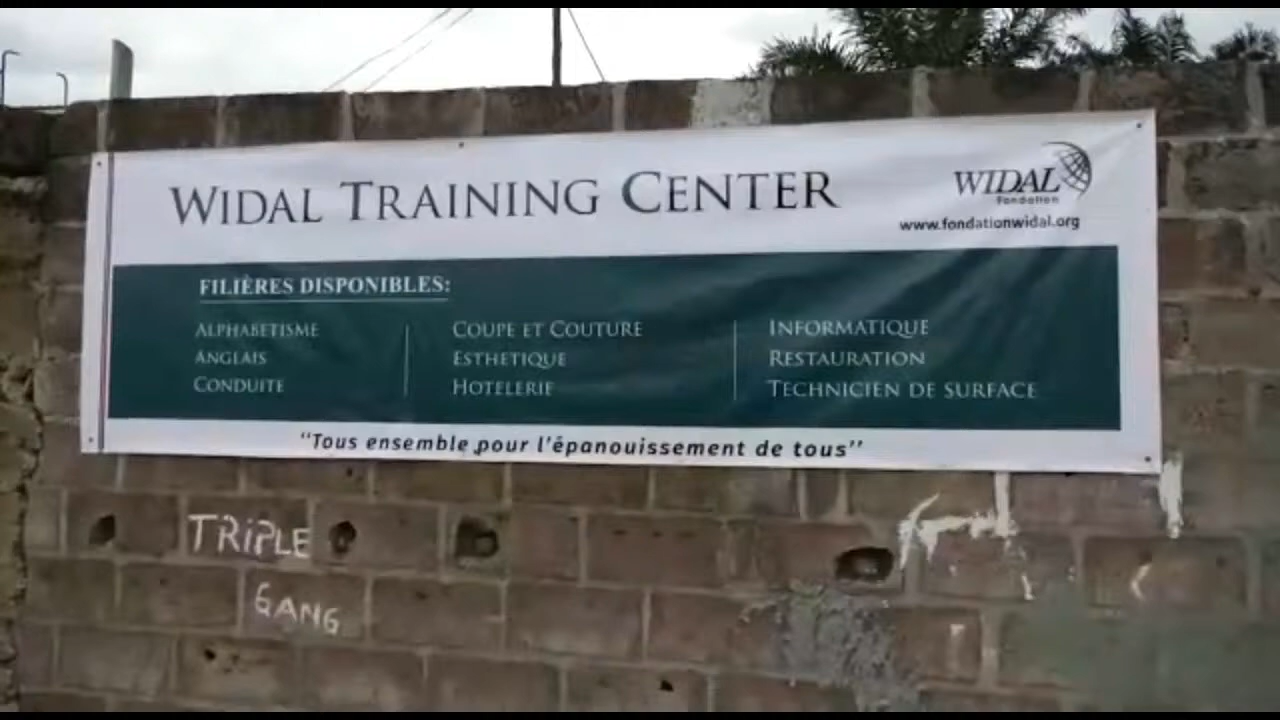 WIDAL TRAINING CENTER
WIDAL
Fondation
www.fondationwidal.org
FILIÈRES DISPONIBLES:
ALPHABETISME
ANGLAIS
CONDUITE
COUPE ET COUTURE
ESTHETIQUE
HOTELERIE
INFORMATIQUE
RESTAURATION
TECHNICIEN DE SURFACE
"Tous ensemble pour l'épanouissement de tous"
TRiPLE
GANG